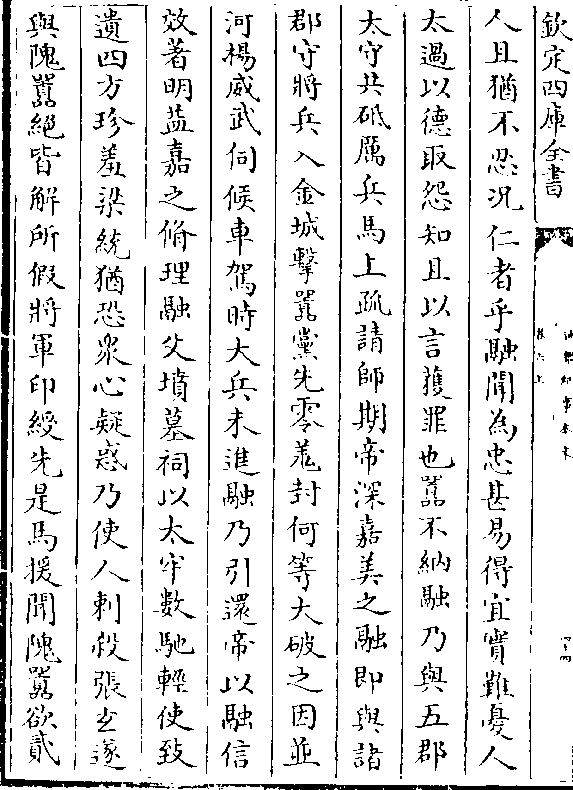 欽定四庫全書
人且猶不忍況仁者乎融聞為忠甚易得宜實難憂人
太過以德取怨知且以言獲罪也囂不納融乃與五郡
太守共砥厲兵馬上疏請師期帝深嘉美之融即與諸
郡守將兵入金城擊囂黨先零羌封何等大破之因並
河揚威武伺候車駕時大兵未進融乃引還帝以融信
效著明益嘉之脩理融父墳墓祠以太牢數馳輕使致
遺四方珍羞梁統猶恐衆心疑惑乃使人刺殺張玄遂
與隗囂絕皆解所假將軍印綬先是馬援聞隗囂欲貳